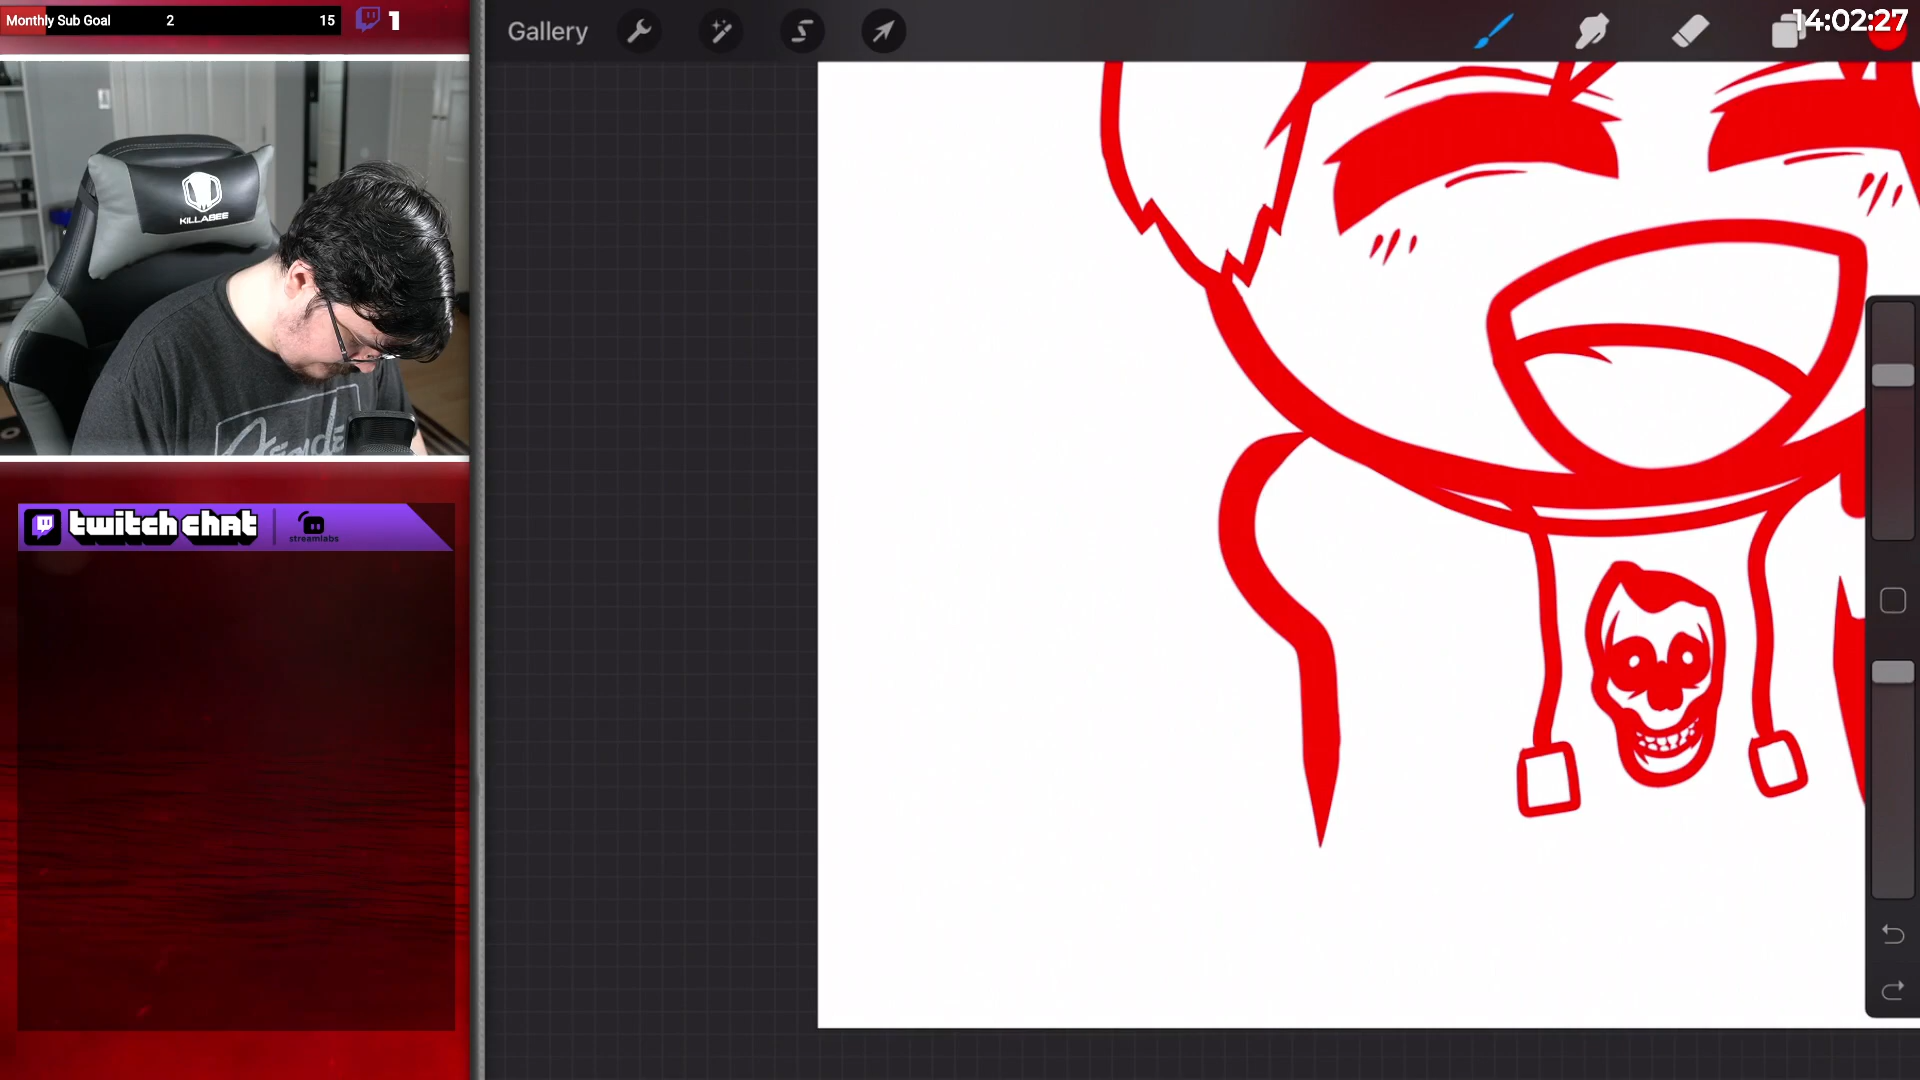 Monthly Sub Goal 2 15 1
Gallery
14:02:27
KILLABEE
twitch chat
streamlabs